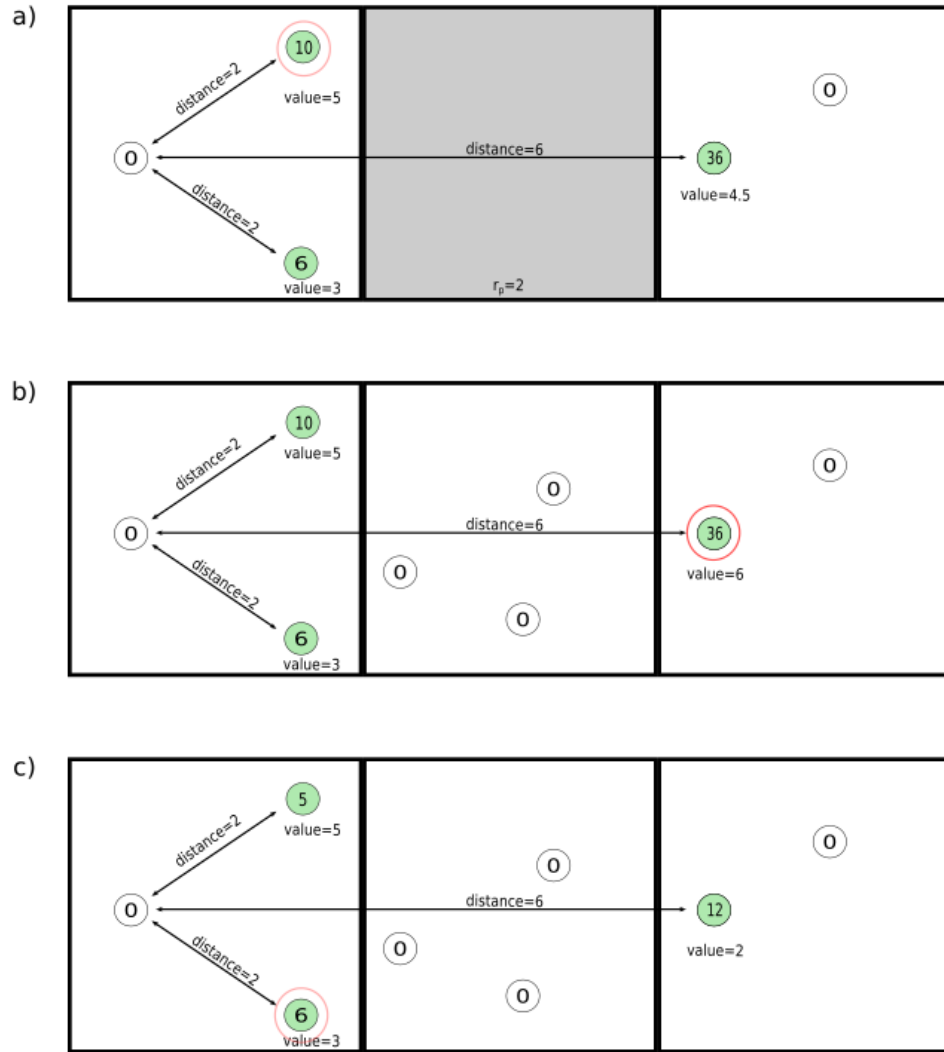 a)
10
distance=2
value=5
0
distance=6
0
36
value=4.5
distance=2
6
value=3
rp=2
b)
10
distance=2
value=5
0
0
distance=6
0
36
value=6
0
distance=2
0
6
value=3
c)
5
distance=2
value=5
0
0
distance=6
0
12
value=2
0
distance=2
0
6
value=3